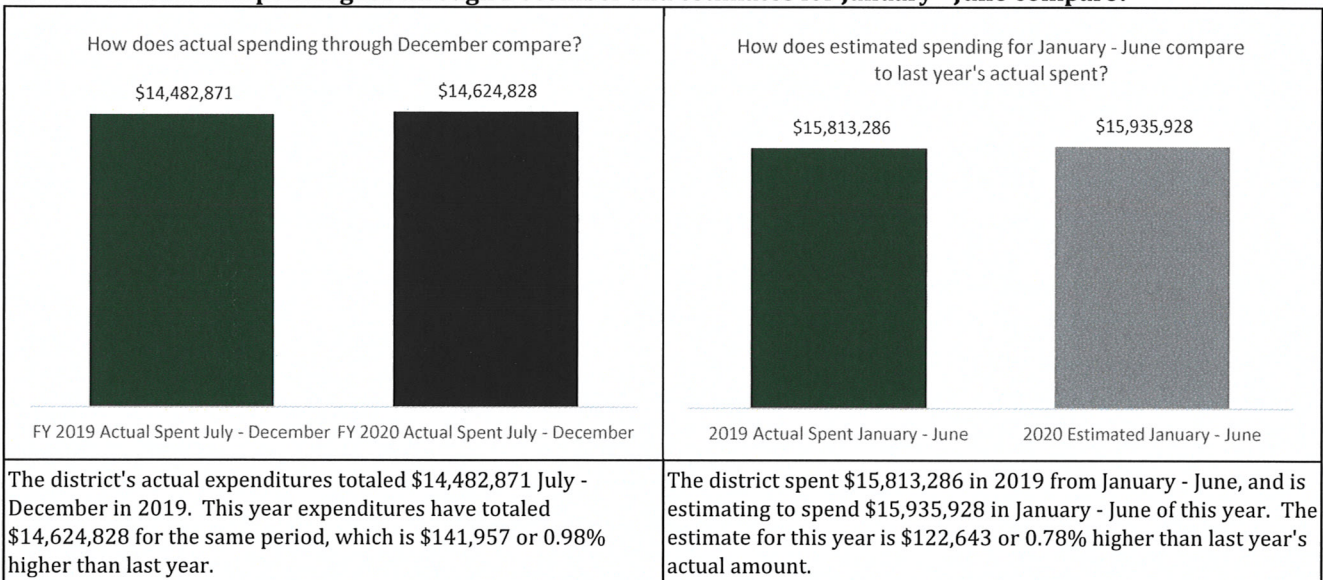 How does actual spending through December compare?
$14,482,871
$14,624,828
FY 2019 Actual Spent July - December FY 2020 Actual Spent July - December
The district's actual expenditures totaled $14,482,871 July -
December in 2019. This year expenditures have totaled
$14,624,828 for the same period, which is $141,957 or 0.98%
higher than last year.
How does estimated spending for January - June compare
to last year's actual spent?
$15,813,286
$15,935,928
2019 Actual Spent January - June
2020 Estimated January - June
The district spent $15,813,286 in 2019 from January - June, and is
estimating to spend $15,935,928 in January - June of this year. The
estimate for this year is $122,643 or 0.78% higher than last year's
actual amount.